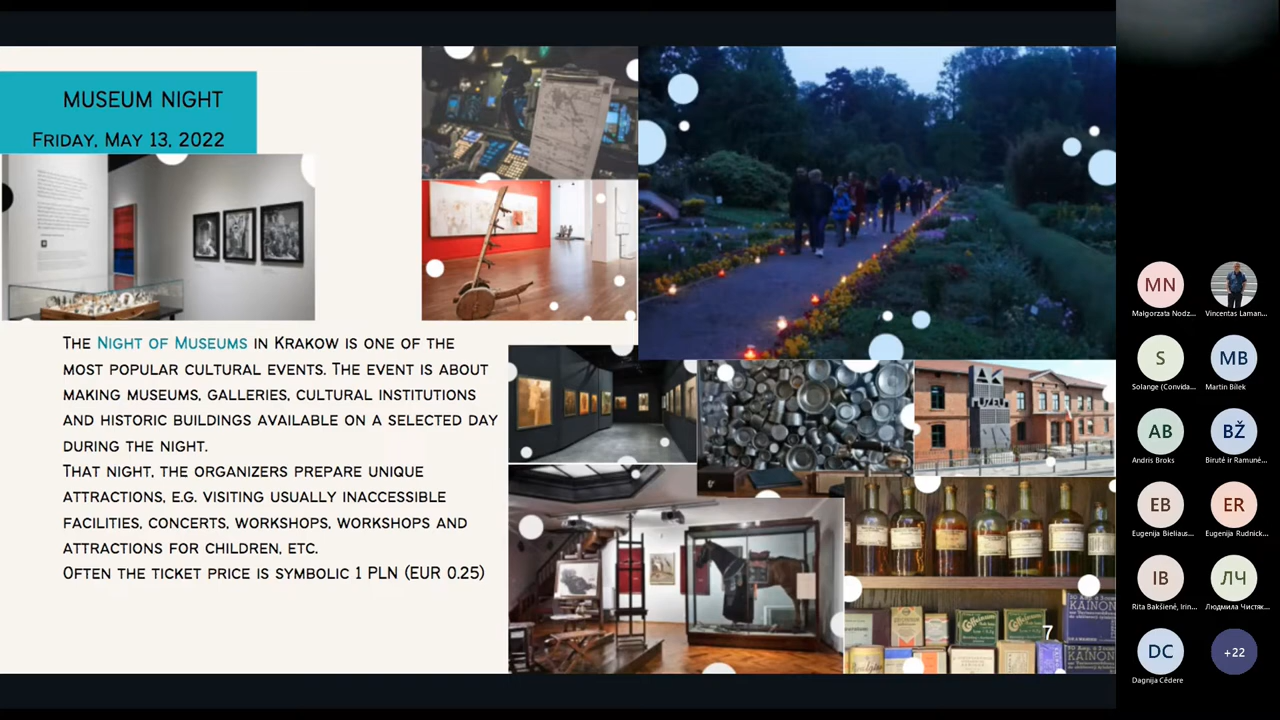 MUSEUM NIGHT
FRIDAY, MAY 13, 2022
THE NIGHT OF MUSEUMS IN KRAKOW IS ONE OF THE
MOST POPULAR CULTURAL EVENTS. THE EVENT IS ABOUT
MAKING MUSEUMS, GALLERIES, CULTURAL INSTITUTIONS
AND HISTORIC BUILDINGS AVAILABLE ON A SELECTED DAY
DURING THE NIGHT.
THAT NIGHT, THE ORGANIZERS PREPARE UNIQUE
ATTRACTIONS, E.G. VISITING USUALLY INACCESSIBLE
FACILITIES, CONCERTS, WORKSHOPS, WORKSHOPS AND
ATTRACTIONS FOR CHILDREN, ETC.
OFTEN THE TICKET PRICE IS SYMBOLIC 1 PLN (EUR 0.25)
AK
MUZEUM
KAINON
KAINON
7
MN
Małgorzata Nodz...
Vincentas Laman...
S
Solange (Convida...
MB
Martin Bílek
AB
Andris Broks
BŽ
Birutė ir Ramunė...
EB
Eugenija Bieliaus...
ER
Eugenija Rudnick...
IB
Rita Bakšienė, Irin...
ЛЧ
Людмила Чистяк...
DC
Dagnija Cēdere
+22